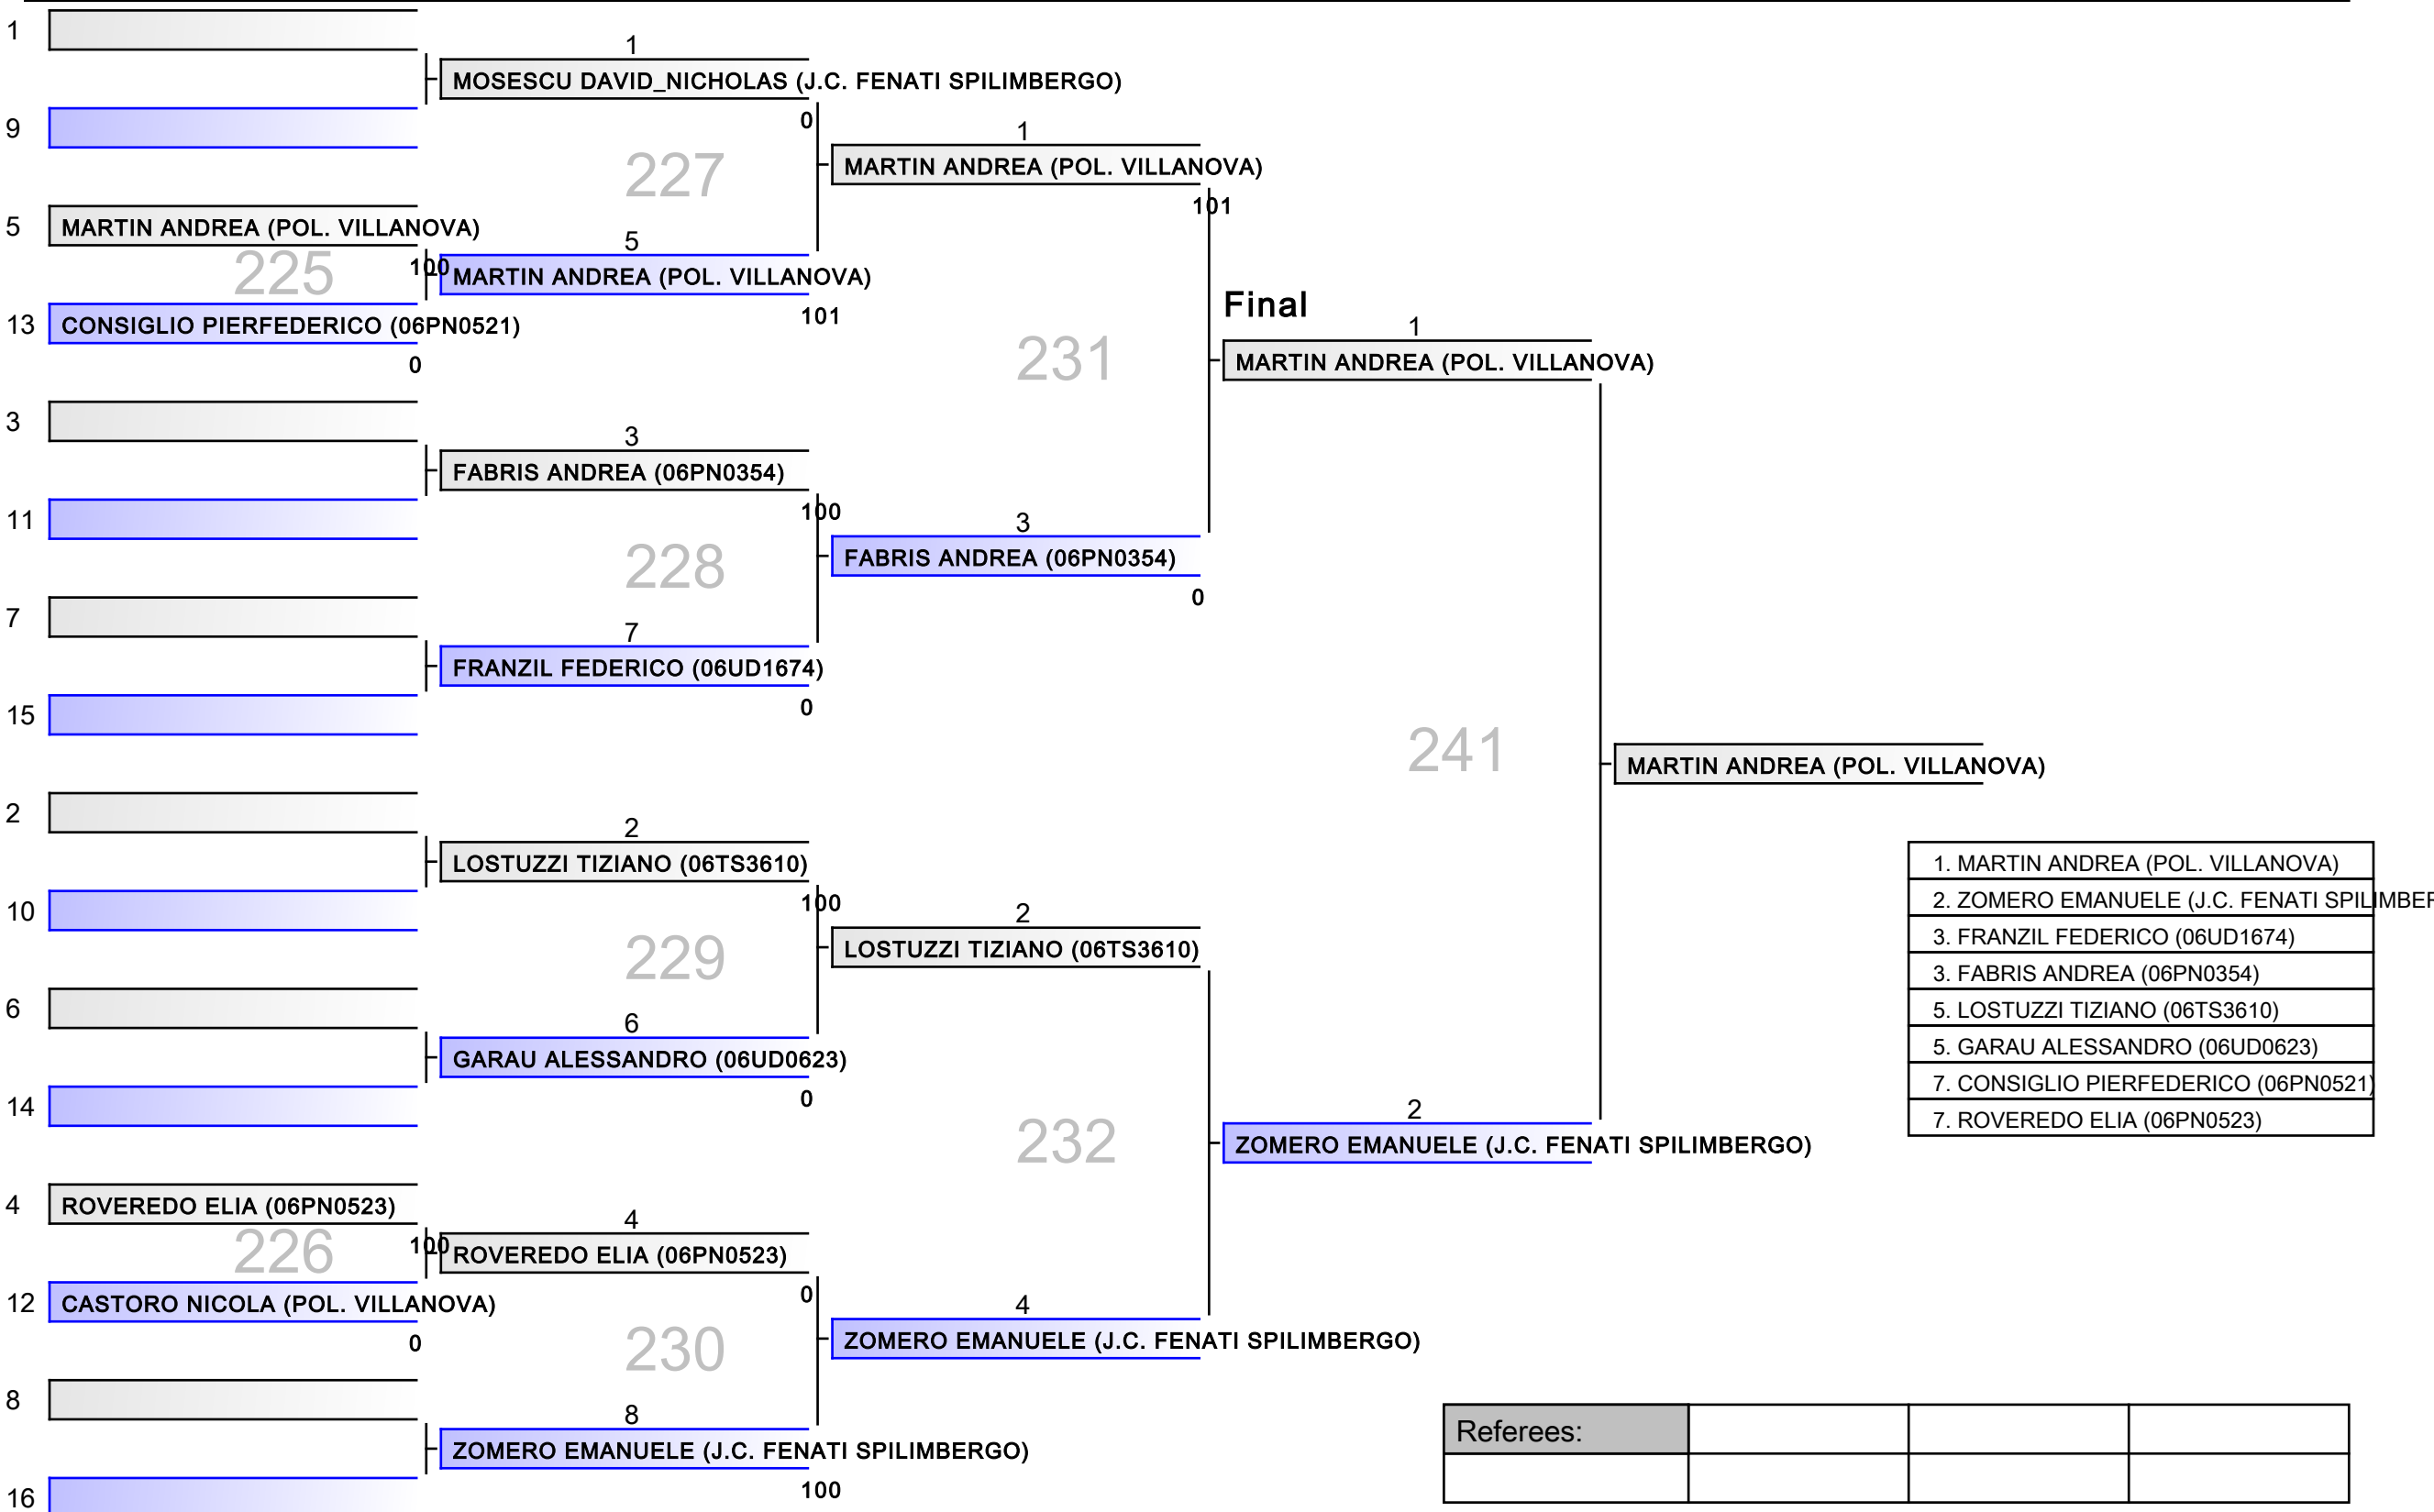 1
1
MOSESCU DAVID_NICHOLAS (J.C. FENATI SPILIMBERGO)
0
9
1
227
MARTIN ANDREA (POL. VILLANOVA)
101
5
MARTIN ANDREA (POL. VILLANOVA)
5
225
100
MARTIN ANDREA (POL. VILLANOVA)
101
13
CONSIGLIO PIERFEDERICO (06PN0521)
0
Final
1
231
MARTIN ANDREA (POL. VILLANOVA)
3
3
FABRIS ANDREA (06PN0354)
100
11
3
228
FABRIS ANDREA (06PN0354)
0
7
7
FRANZIL FEDERICO (06UD1674)
0
15
241
MARTIN ANDREA (POL. VILLANOVA)
2
2
LOSTUZZI TIZIANO (06TS3610)
100
10
2
229
LOSTUZZI TIZIANO (06TS3610)
6
6
GARAU ALESSANDRO (06UD0623)
0
14
232
2
ZOMERO EMANUELE (J.C. FENATI SPILIMBERGO)
1. MARTIN ANDREA (POL. VILLANOVA)
2. ZOMERO EMANUELE (J.C. FENATI SPILIMBER
3. FRANZIL FEDERICO (06UD1674)
3. FABRIS ANDREA (06PN0354)
5. LOSTUZZI TIZIANO (06TS3610)
5. GARAU ALESSANDRO (06UD0623)
7. CONSIGLIO PIERFEDERICO (06PN0521)
7. ROVEREDO ELIA (06PN0523)
4
ROVEREDO ELIA (06PN0523)
4
226
100
ROVEREDO ELIA (06PN0523)
0
12
CASTORO NICOLA (POL. VILLANOVA)
0
4
230
ZOMERO EMANUELE (J.C. FENATI SPILIMBERGO)
8
8
ZOMERO EMANUELE (J.C. FENATI SPILIMBERGO)
100
16
Referees: